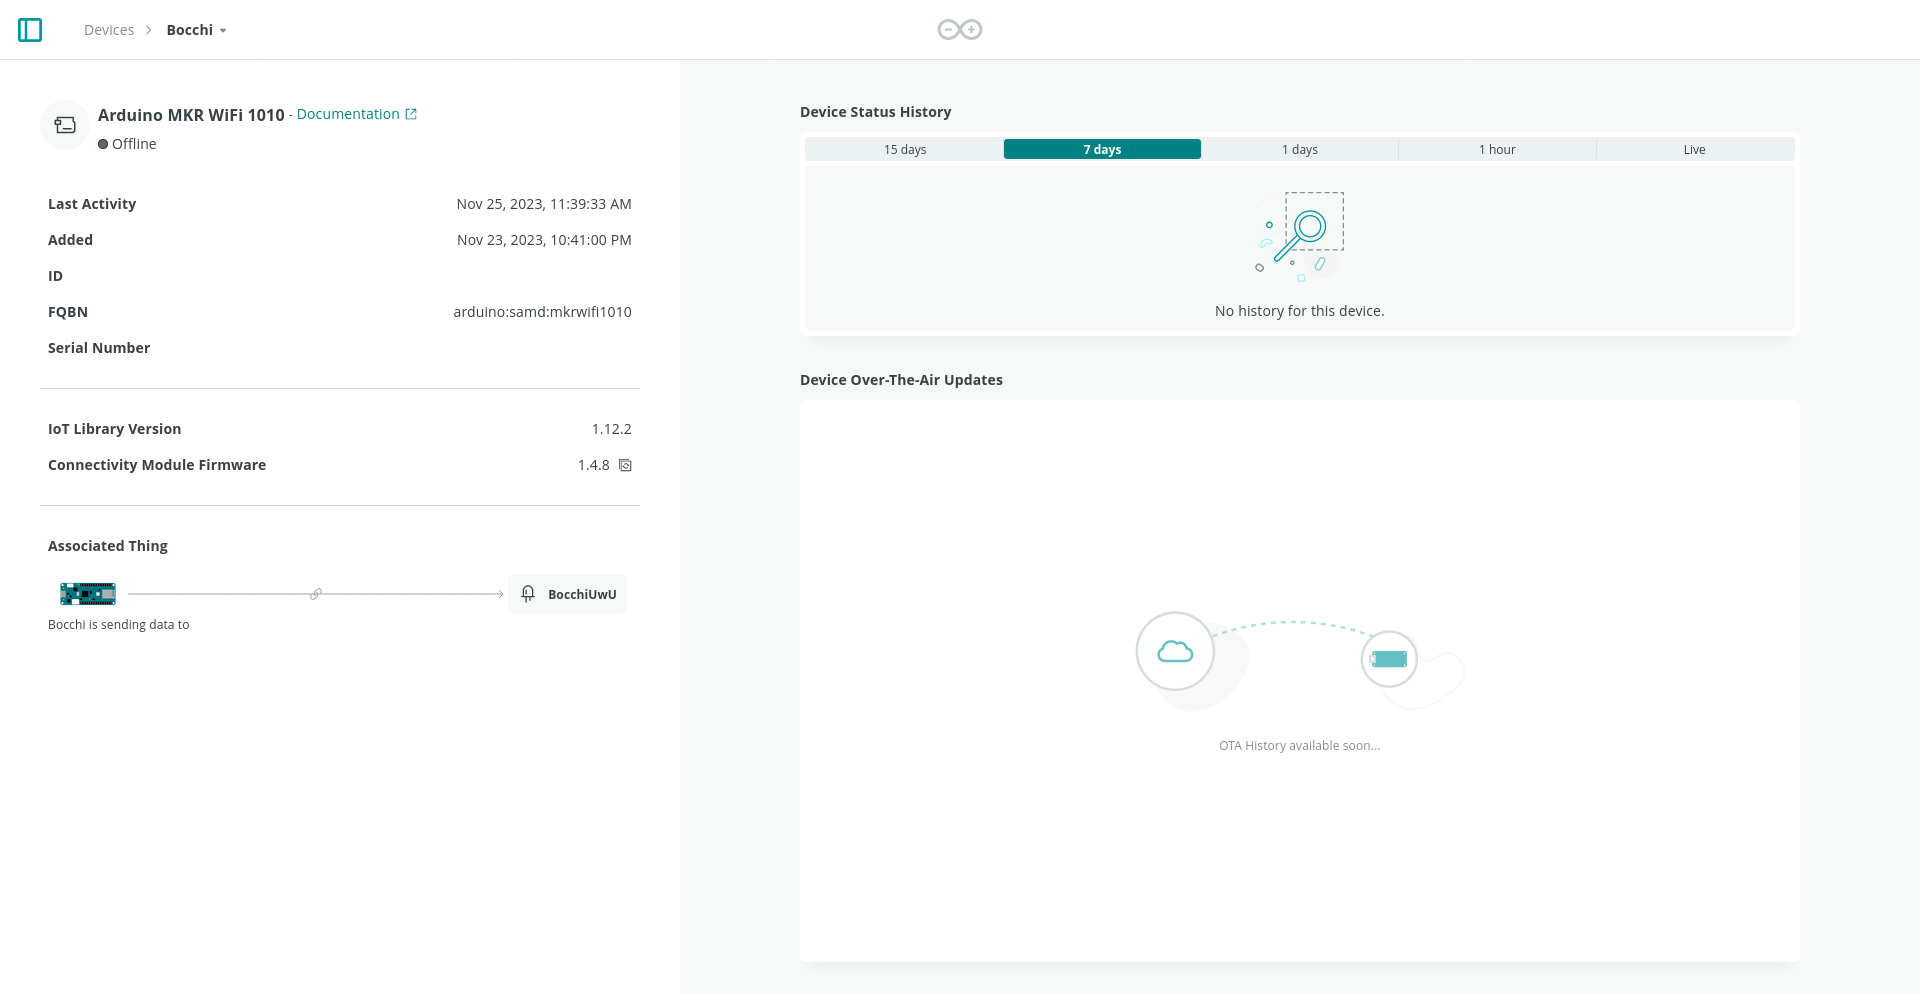 Devices > Bocchi
Arduino MKR WiFi 1010 - Documentation
Offline
Last Activity Nov 25, 2023, 11:39:33 AM
Added Nov 23, 2023, 10:41:00 PM
ID
FQBN arduino:samd:mkrwifi1010
Serial Number
IoT Library Version 1.12.2
Connectivity Module Firmware 1.4.8
Associated Thing
BocchiUwU
Bocchi is sending data to
Device Status History
15 days 7 days 1 days 1 hour Live
No history for this device.
Device Over-The-Air Updates
OTA History available soon...